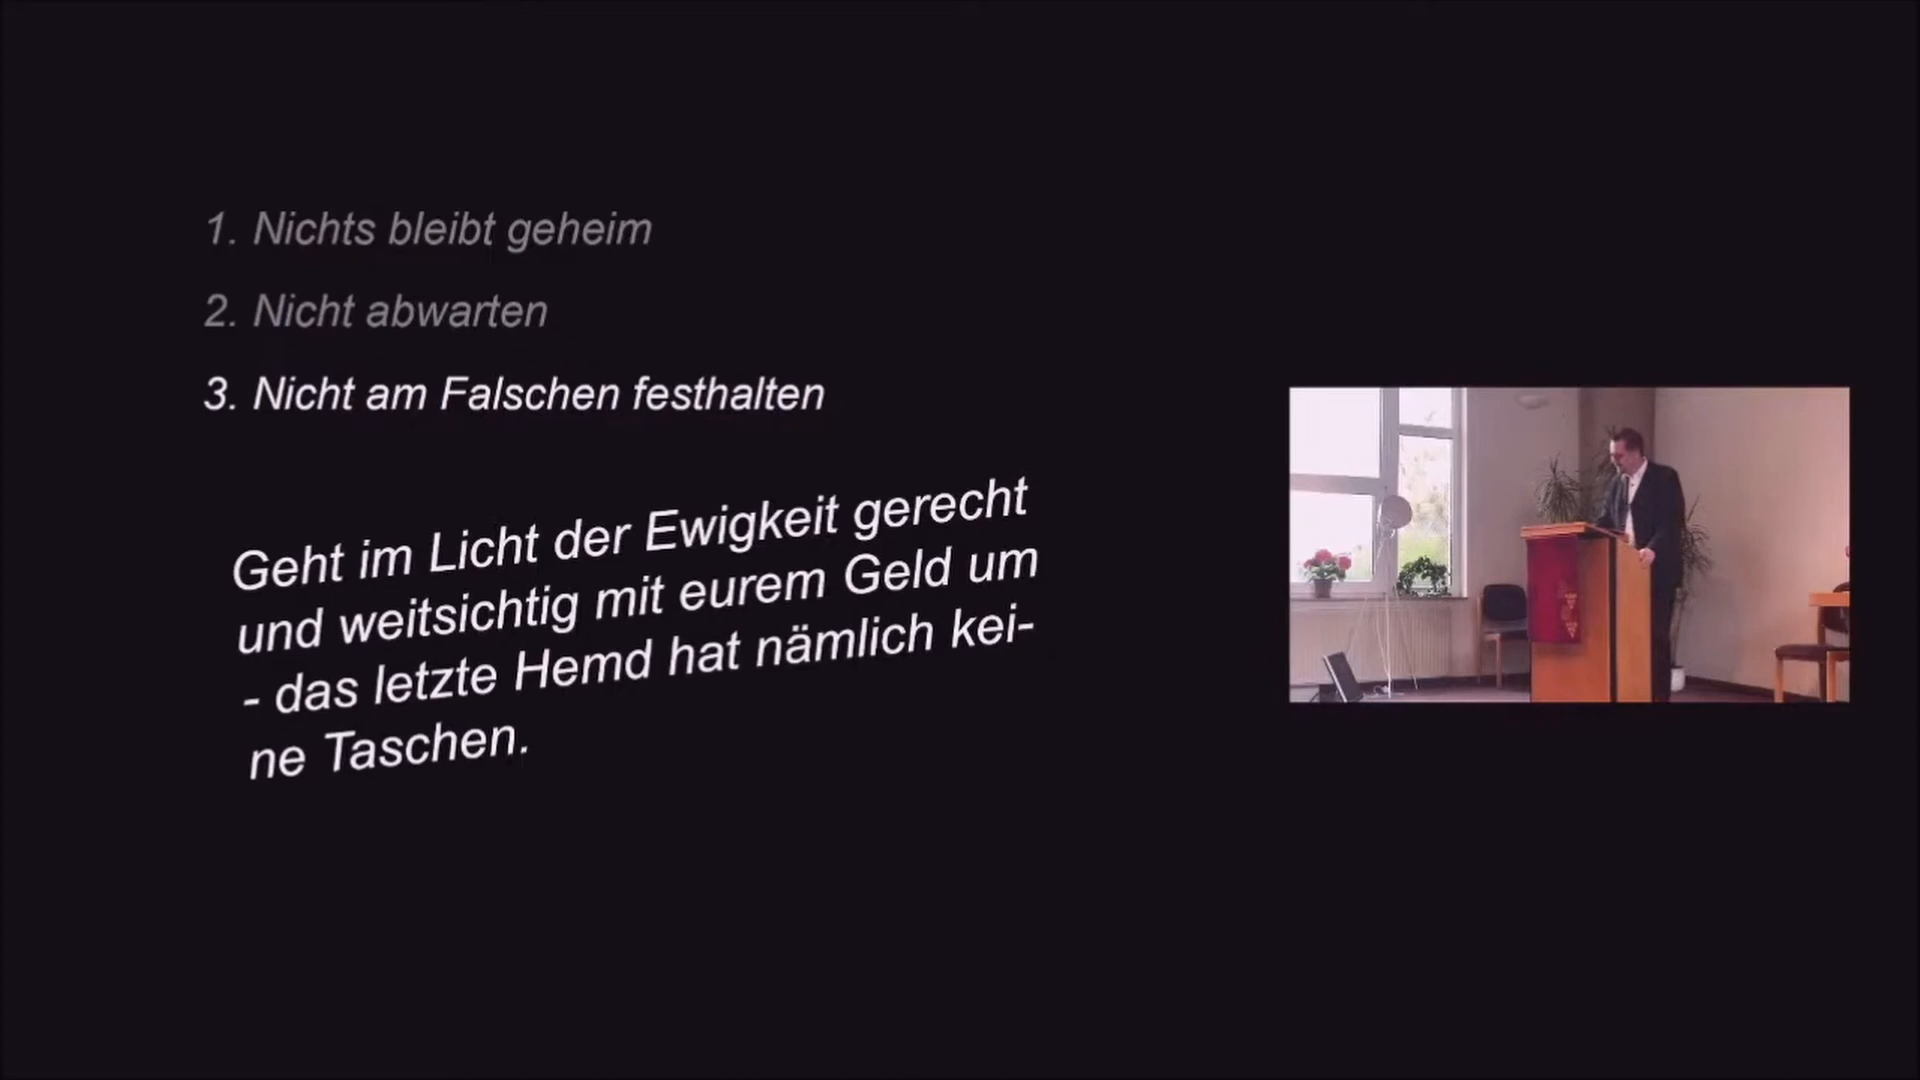 1. Nichts bleibt geheim
2. Nicht abwarten
3. Nicht am Falschen festhalten
Geht im Licht der Ewigkeit gerecht
und weitsichtig mit eurem Geld um
- das letzte Hemd hat nämlich kei-
ne Taschen.